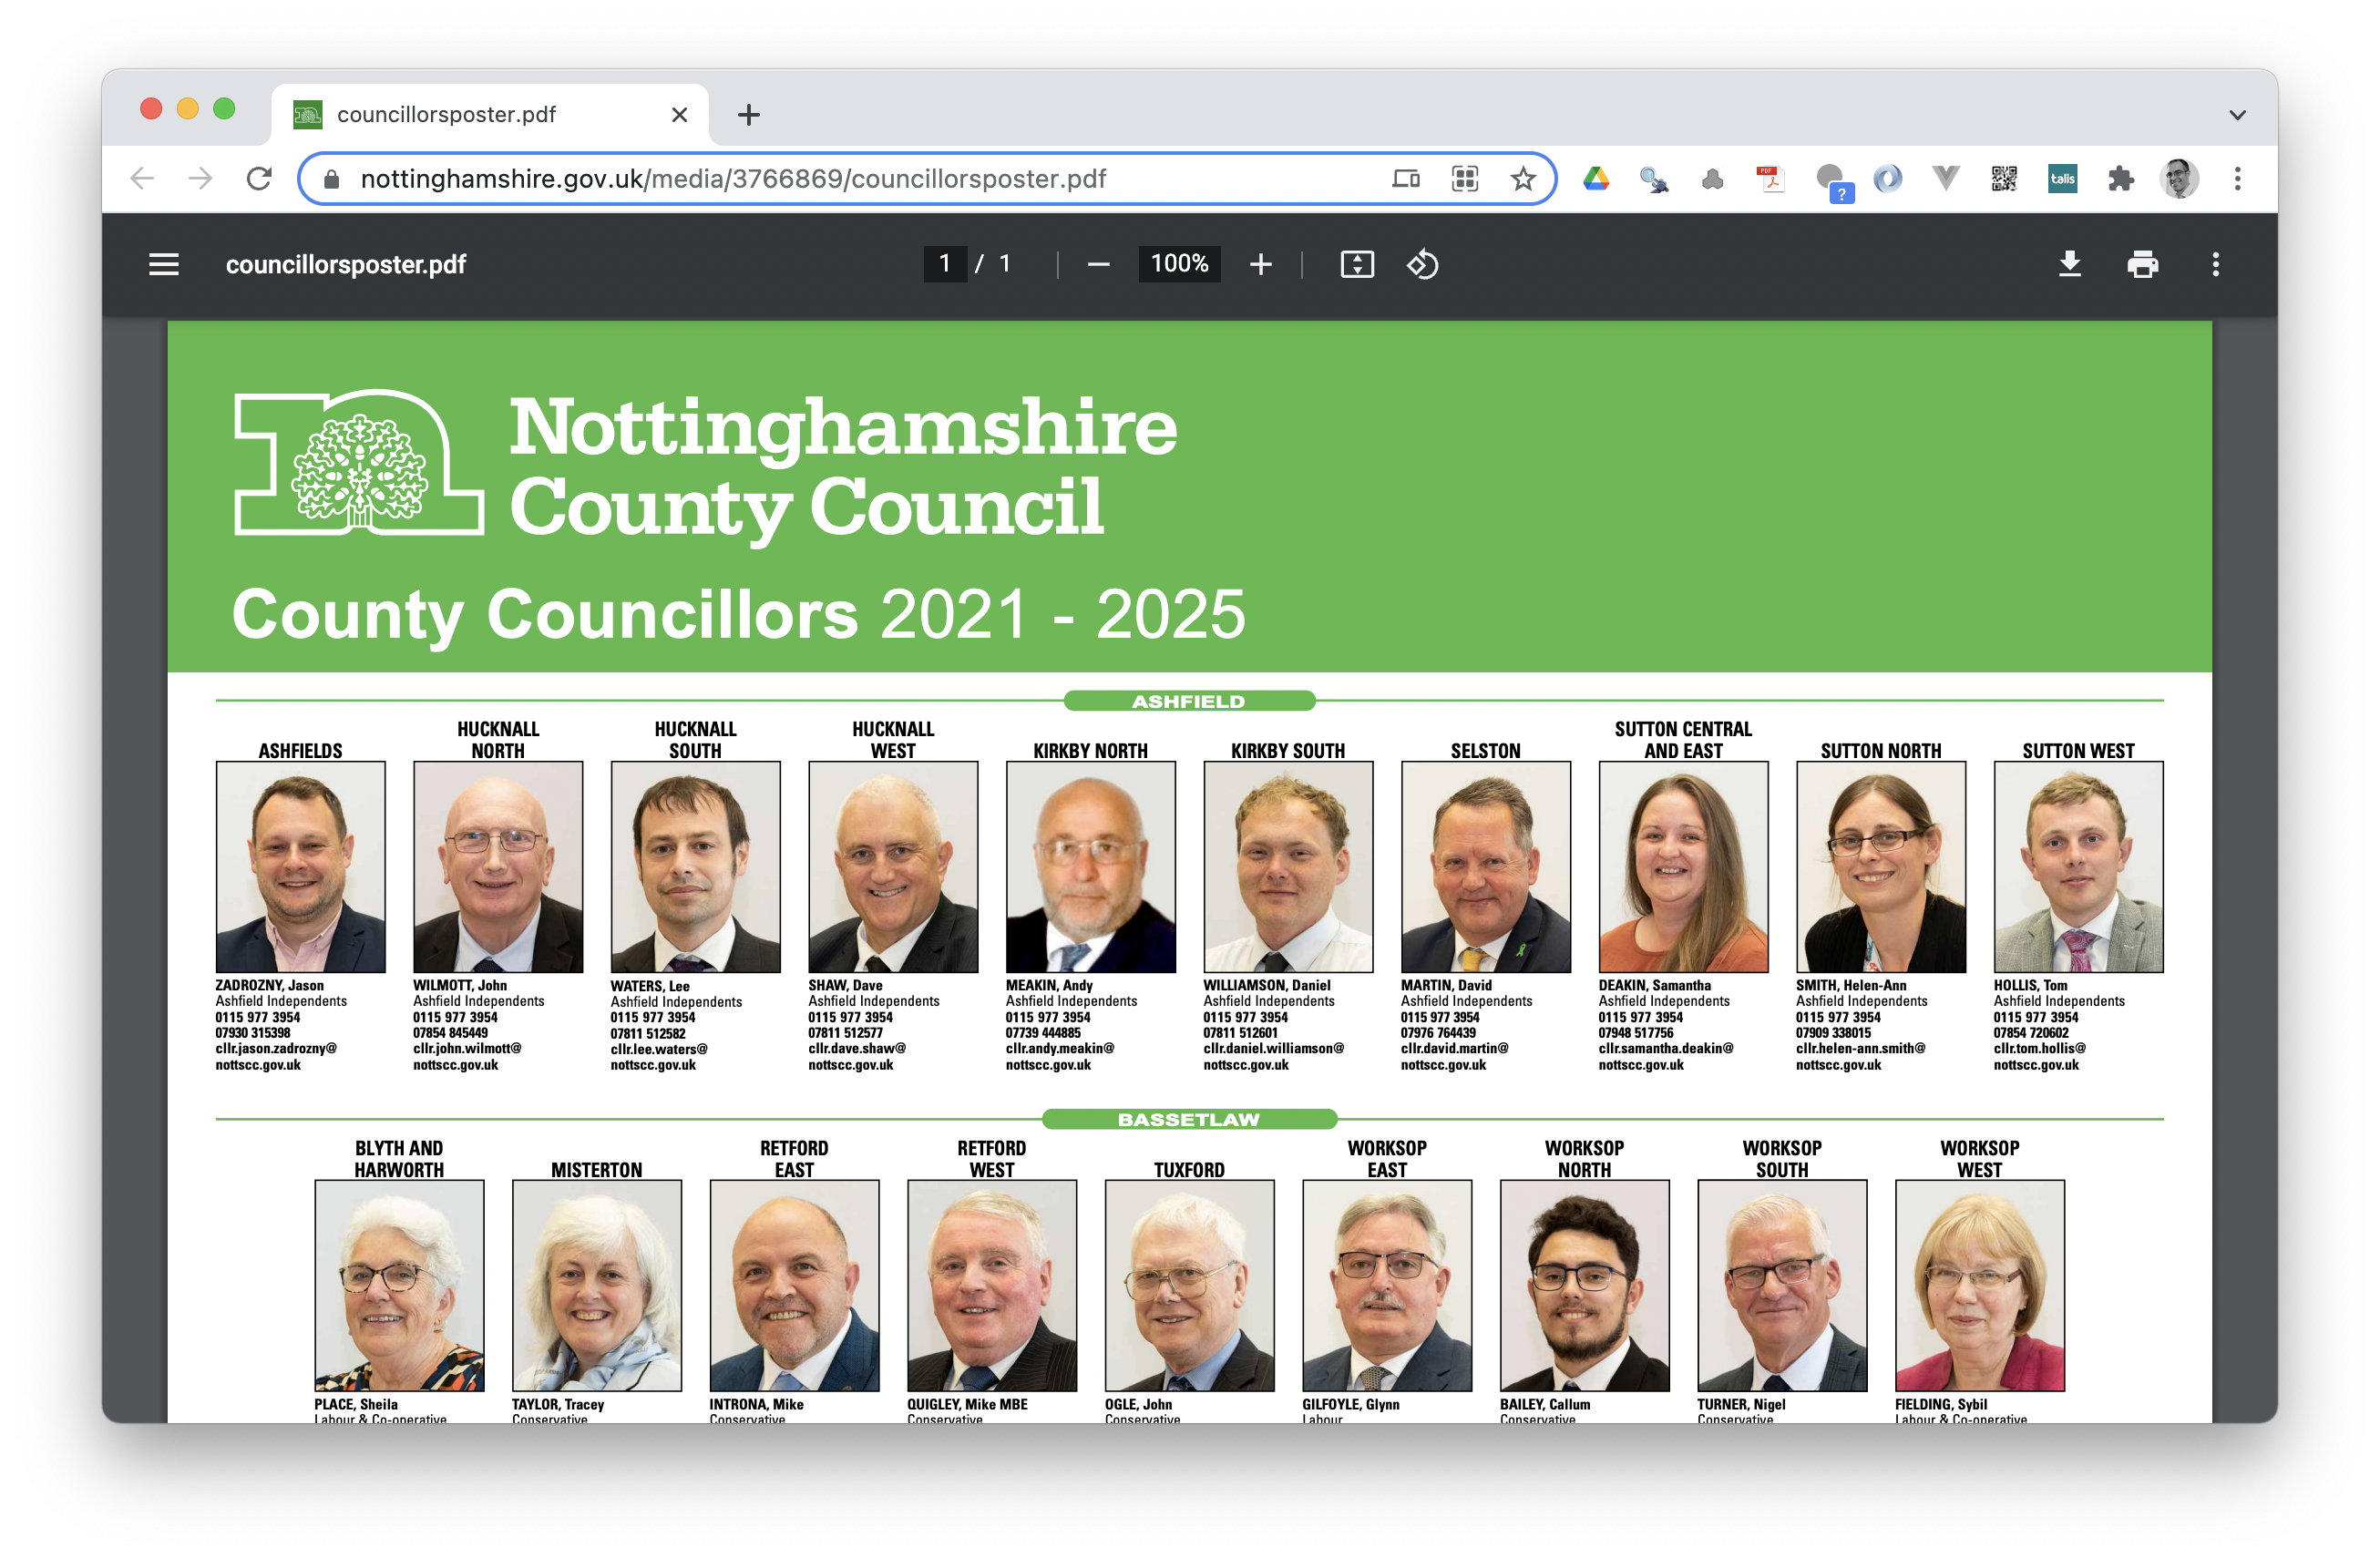 councillorsposter.pdf
nottinghamshire.gov.uk/media/3766869/councillorsposter.pdf
PDF
?
talis
councillorsposter.pdf
1 / 1
100%
Nottinghamshire
County Council
County Councillors 2021 - 2025
ASHFIELD
ASHFIELDS
HUCKNALL
NORTH
HUCKNALL
SOUTH
HUCKNALL
WEST
KIRKBY NORTH
KIRKBY SOUTH
SELSTON
SUTTON CENTRAL
AND EAST
SUTTON NORTH
SUTTON WEST
ZADROZNY, Jason
Ashfield Independents
0115 977 3954
07930 315398
cllr.jason.zadrozny@
nottscc.gov.uk
WILMOTT, John
Ashfield Independents
0115 977 3954
07854 845449
cllr.john.wilmott@
nottscc.gov.uk
WATERS, Lee
Ashfield Independents
0115 977 3954
07811 512582
cllr.lee.waters@
nottscc.gov.uk
SHAW, Dave
Ashfield Independents
0115 977 3954
07811 512577
cllr.dave.shaw@
nottscc.gov.uk
MEAKIN, Andy
Ashfield Independents
0115 977 3954
07739 444885
cllr.andy.meakin@
nottscc.gov.uk
WILLIAMSON, Daniel
Ashfield Independents
0115 977 3954
07811 512601
cllr.daniel.williamson@
nottscc.gov.uk
MARTIN, David
Ashfield Independents
0115 977 3954
07976 764439
cllr.david.martin@
nottscc.gov.uk
DEAKIN, Samantha
Ashfield Independents
0115 977 3954
07948 517756
cllr.samantha.deakin@
nottscc.gov.uk
SMITH, Helen-Ann
Ashfield Independents
0115 977 3954
07909 338015
cllr.helen-ann.smith@
nottscc.gov.uk
HOLLIS, Tom
Ashfield Independents
0115 977 3954
07854 720602
cllr.tom.hollis@
nottscc.gov.uk
BASSETLAW
BLYTH AND
HARWORTH
MISTERTON
RETFORD
EAST
RETFORD
WEST
TUXFORD
WORKSOP
EAST
WORKSOP
NORTH
WORKSOP
SOUTH
WORKSOP
WEST
PLACE, Sheila
Labour & Co-operative
TAYLOR, Tracey
Conservative
INTRONA, Mike
Conservative
QUIGLEY, Mike MBE
Conservative
OGLE, John
Conservative
GILFOYLE, Glynn
Labour
BAILEY, Callum
Conservative
TURNER, Nigel
Conservative
FIELDING, Sybil
Labour & Co-operative